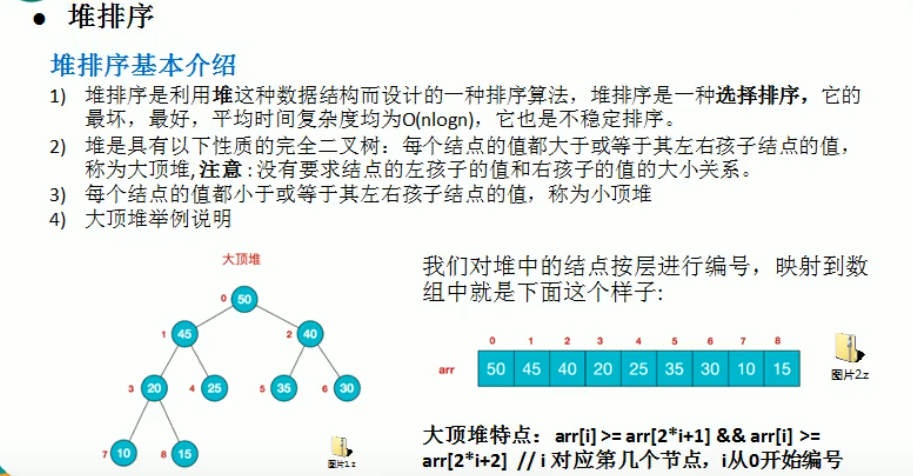 ● 堆排序
堆排序基本介绍
1) 堆排序是利用堆这种数据结构而设计的一种排序算法，堆排序是一种选择排序，它的
最坏，最好，平均时间复杂度均为O(nlogn)，它也是不稳定排序。
2) 堆是具有以下性质的完全二叉树：每个结点的值都大于或等于其左右孩子结点的值，
称为大顶堆, 注意 : 没有要求结点的左孩子的值和右孩子的值的大小关系。
3) 每个结点的值都小于或等于其左右孩子结点的值，称为小顶堆
4) 大顶堆举例说明
大顶堆
0 50
1 45 2 40
3 20 4 25 5 35 6 30
7 10 8 15
图片1.z
我们对堆中的结点按层进行编号，映射到数
组中就是下面这个样子:
0 1 2 3 4 5 6 7 8
arr 50 45 40 20 25 35 30 10 15
图片2.z
大顶堆特点：arr[i] >= arr[2*i+1] && arr[i] >=
arr[2*i+2] // i 对应第几个节点，i从0开始编号